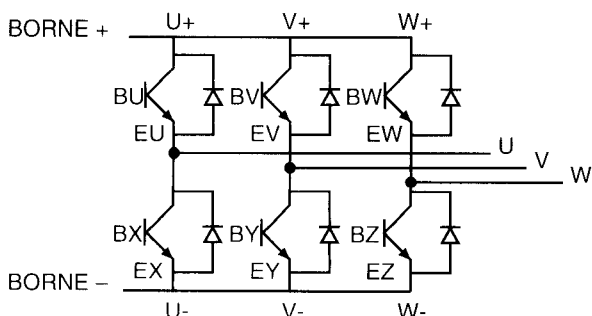 U+ V+ W+
BORNE +
BU BV BW
EU EV EW
U
V
W
BX BY BZ
EX EY EZ
BORNE –
U- V- W-